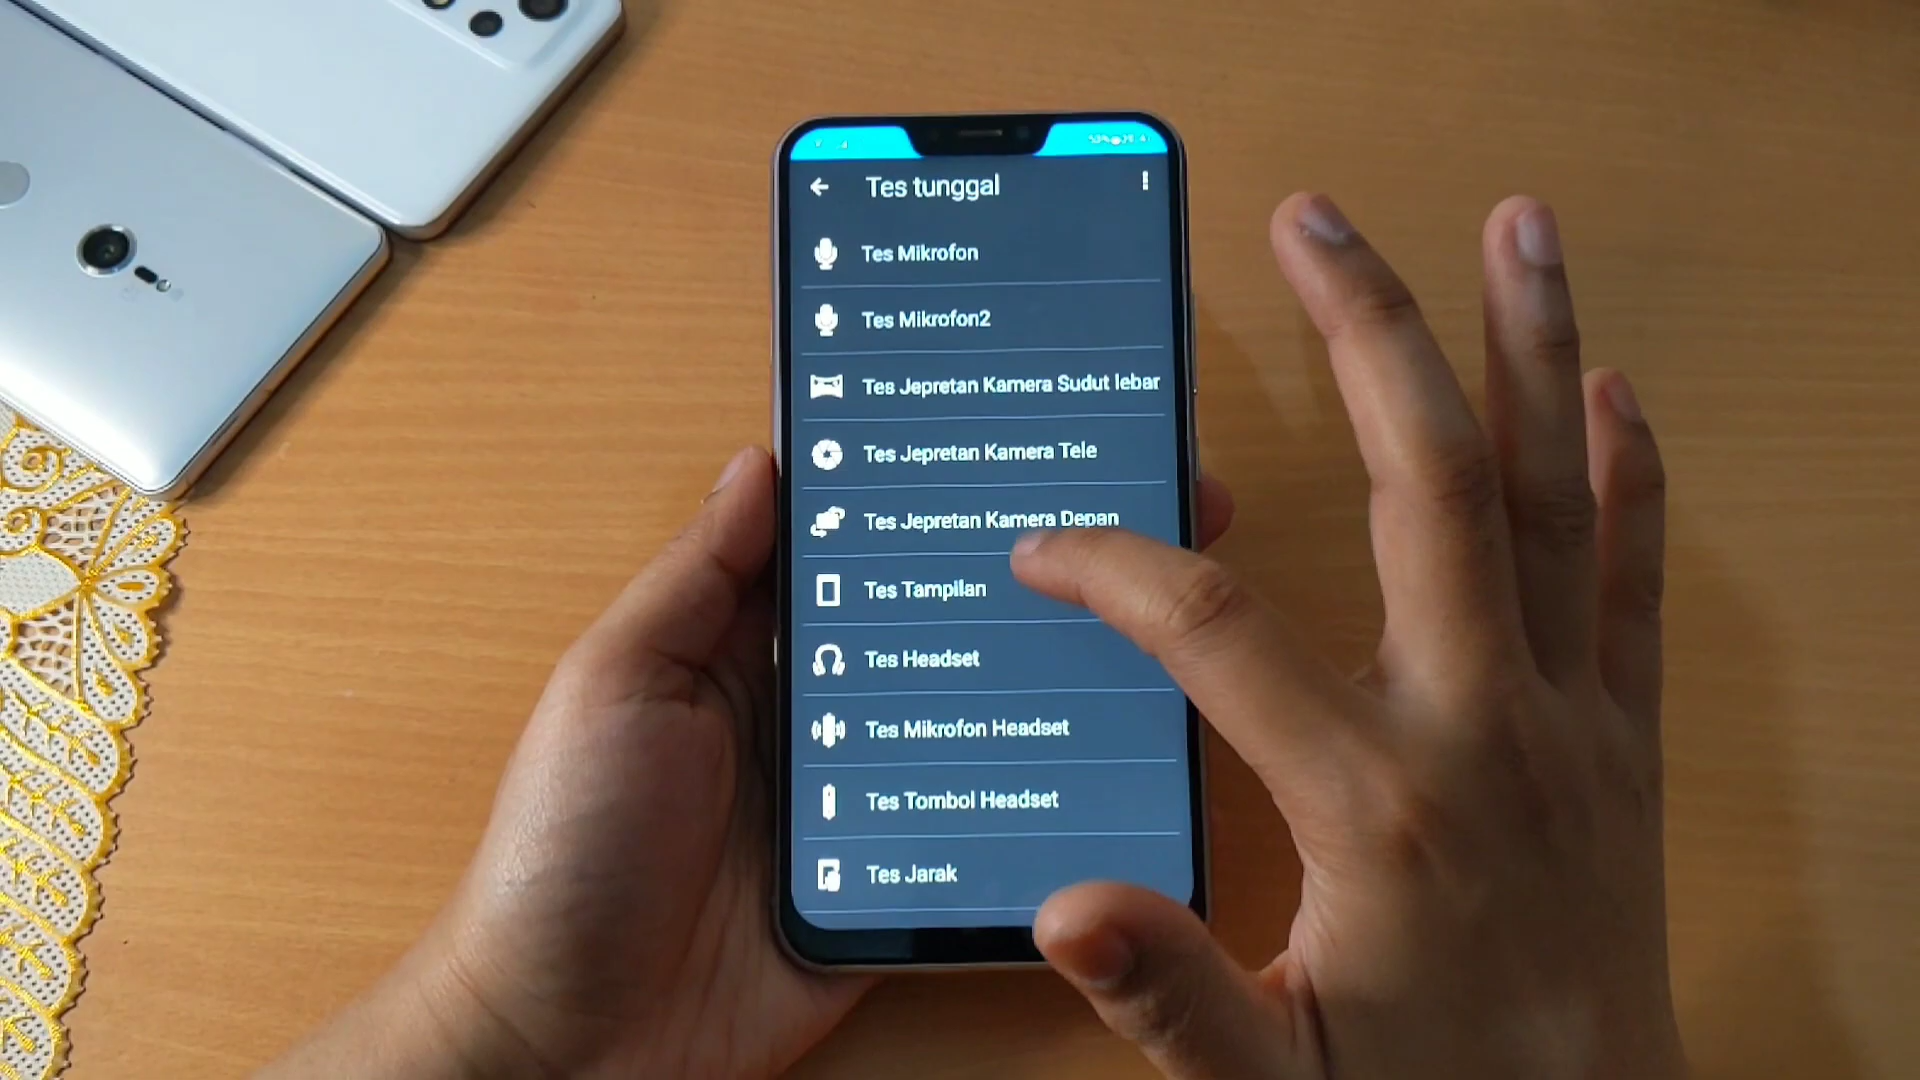 Tes tunggal
Tes Mikrofon
Tes Mikrofon2
Tes Jepretan Kamera Sudut lebar
Tes Jepretan Kamera Tele
Tes Jepretan Kamera Depan
Tes Tampilan
Tes Headset
Tes Mikrofon Headset
Tes Tombol Headset
Tes Jarak